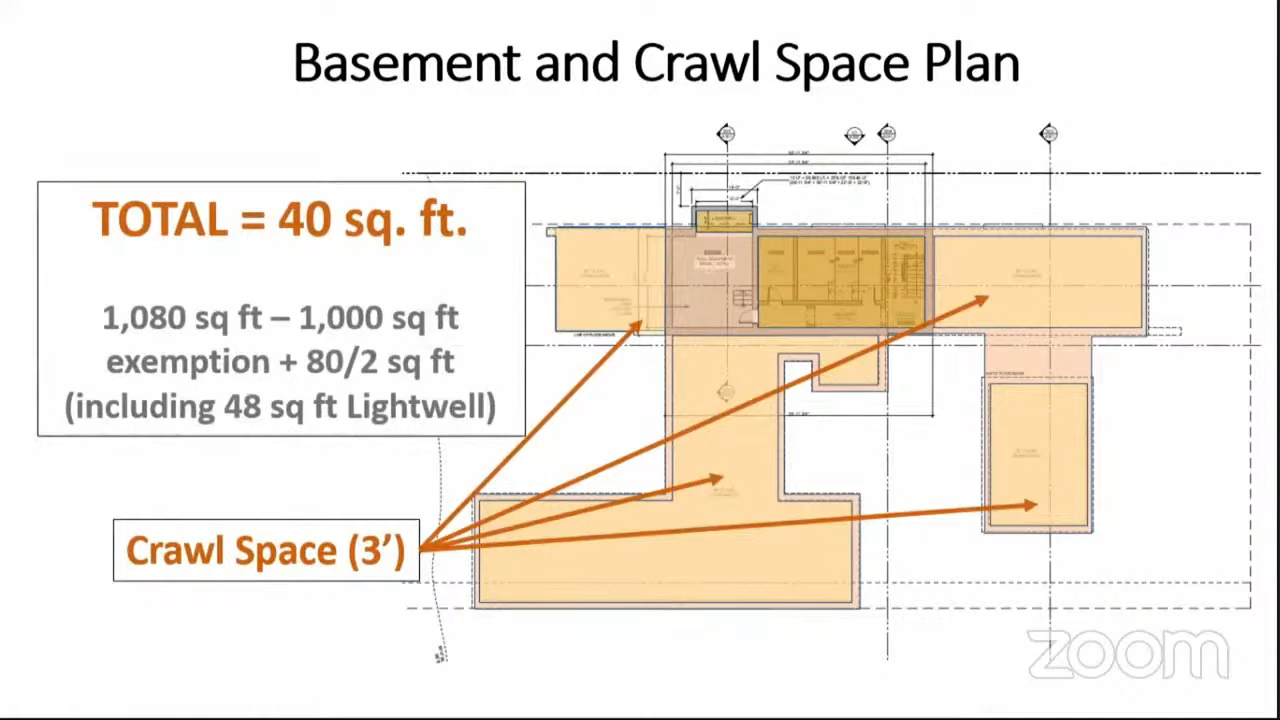 Basement and Crawl Space Plan
TOTAL = 40 sq. ft.
1,080 sq ft – 1,000 sq ft
exemption + 80/2 sq ft
(including 48 sq ft Lightwell)
Crawl Space (3’)
zoom